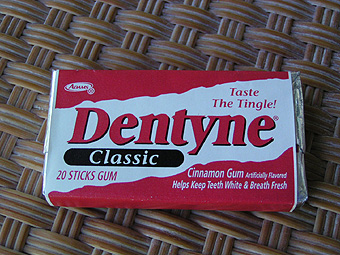 Adams
Taste
The Tingle!
Dentyne®
Classic
20 STICKS GUM
Cinnamon Gum Artificially Flavored
Helps Keep Teeth White & Breath Fresh